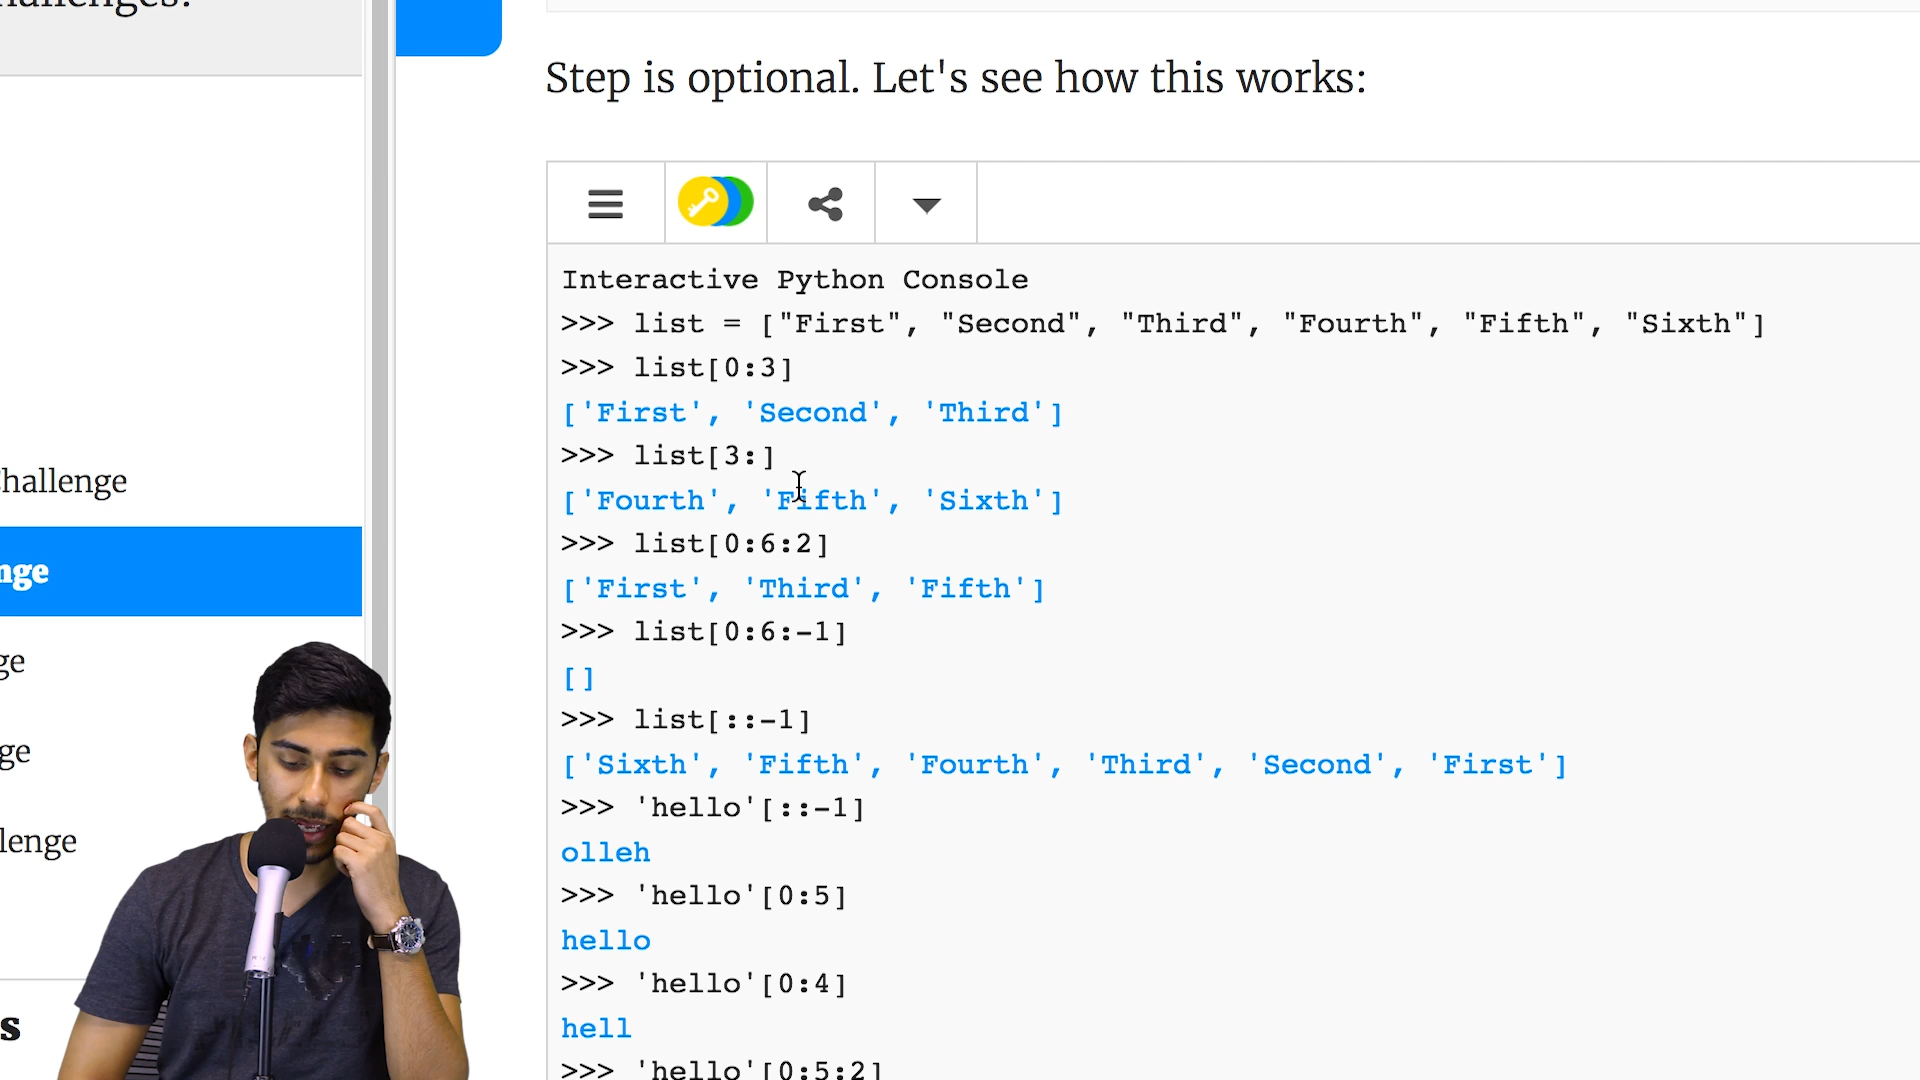 Step is optional. Let's see how this works:
Interactive Python Console
>>> list = ["First", "Second", "Third", "Fourth", "Fifth", "Sixth"]
>>> list[0:3]
['First', 'Second', 'Third']
>>> list[3:]
['Fourth', 'Fifth', 'Sixth']
>>> list[0:6:2]
['First', 'Third', 'Fifth']
>>> list[0:6:-1]
[]
>>> list[::-1]
['Sixth', 'Fifth', 'Fourth', 'Third', 'Second', 'First']
>>> 'hello'[::-1]
olleh
>>> 'hello'[0:5]
hello
>>> 'hello'[0:4]
hell
>>> 'hello'[0:5:2]
hallenges?
hallenge
nge
ge
ge
lenge
s